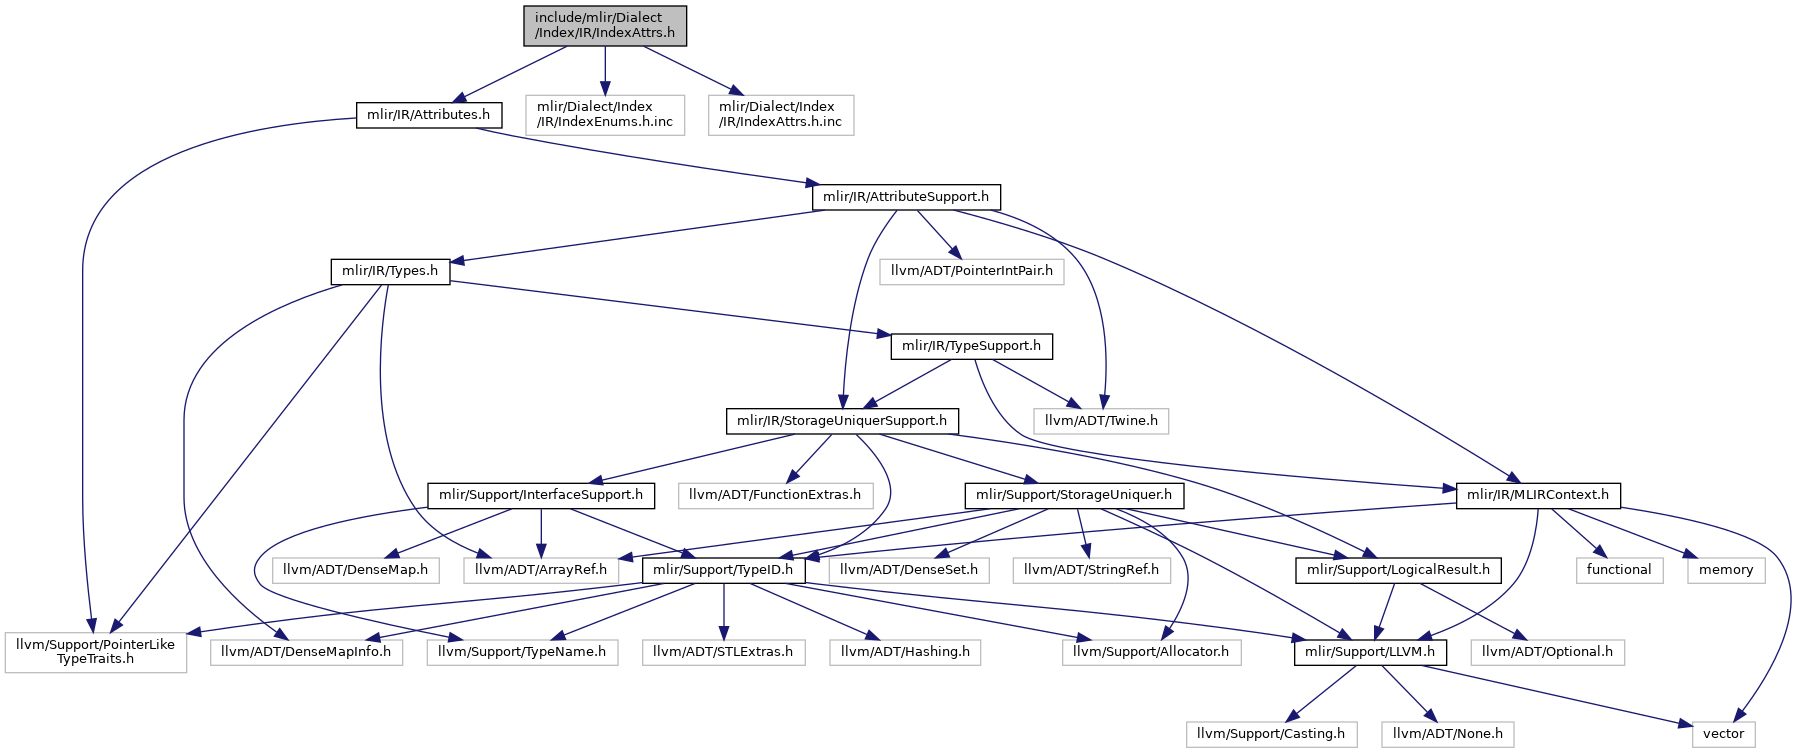 include/mlir/Dialect
/Index/IR/IndexAttrs.h
mlir/IR/Attributes.h
mlir/Dialect/Index
/IR/IndexEnums.h.inc
mlir/Dialect/Index
/IR/IndexAttrs.h.inc
mlir/IR/AttributeSupport.h
mlir/IR/Types.h
llvm/ADT/PointerIntPair.h
mlir/IR/TypeSupport.h
mlir/IR/StorageUniquerSupport.h
llvm/ADT/Twine.h
mlir/Support/InterfaceSupport.h
llvm/ADT/FunctionExtras.h
mlir/Support/StorageUniquer.h
mlir/IR/MLIRContext.h
llvm/ADT/DenseMap.h
llvm/ADT/ArrayRef.h
mlir/Support/TypeID.h
llvm/ADT/DenseSet.h
llvm/ADT/StringRef.h
mlir/Support/LogicalResult.h
functional
memory
llvm/Support/PointerLike
TypeTraits.h
llvm/ADT/DenseMapInfo.h
llvm/Support/TypeName.h
llvm/ADT/STLExtras.h
llvm/ADT/Hashing.h
llvm/Support/Allocator.h
mlir/Support/LLVM.h
llvm/ADT/Optional.h
llvm/Support/Casting.h
llvm/ADT/None.h
vector